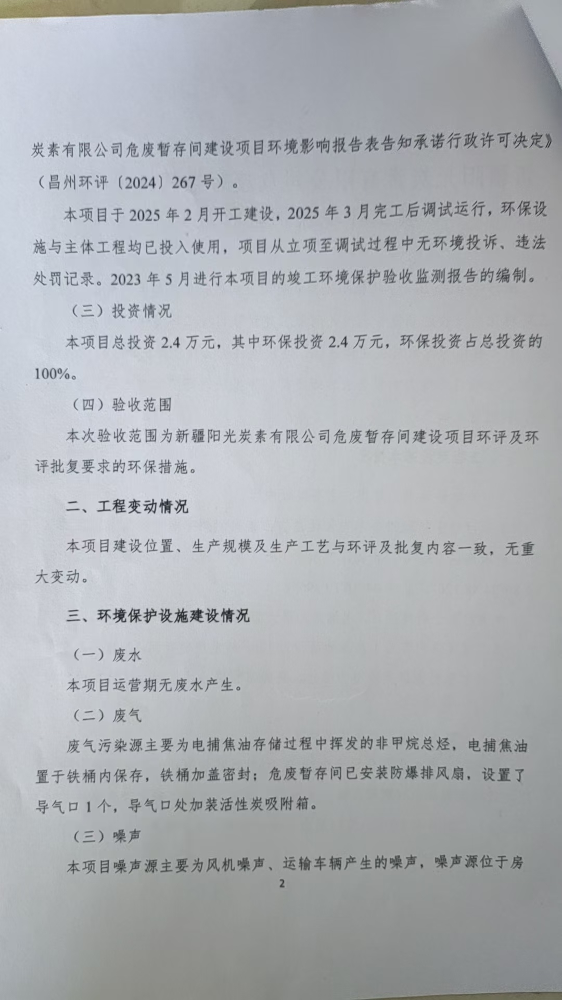 炭素有限公司危废暂存间建设项目环境影响报告表告知承诺行政许可决定》
（昌州环评〔2024〕267号）。
本项目于2025年2月开工建设，2025年3月完工后调试运行，环保设
施与主体工程均已投入使用，项目从立项至调试过程中无环境投诉、违法
处罚记录。2023年5月进行本项目的竣工环境保护验收监测报告的编制。
（三）投资情况
本项目总投资2.4万元，其中环保投资2.4万元，环保投资占总投资的
100%。
（四）验收范围
本次验收范围为新疆阳光炭素有限公司危废暂存间建设项目环评及环
评批复要求的环保措施。
二、工程变动情况
本项目建设位置、生产规模及生产工艺与环评及批复内容一致，无重
大变动。
三、环境保护设施建设情况
（一）废水
本项目运营期无废水产生。
（二）废气
废气污染源主要为电捕焦油存储过程中挥发的非甲烷总烃，电捕焦油
置于铁桶内保存，铁桶加盖密封；危废暂存间已安装防爆排风扇，设置了
导气口1个，导气口处加装活性炭吸附箱。
（三）噪声
本项目噪声源主要为风机噪声、运输车辆产生的噪声，噪声源位于房
2